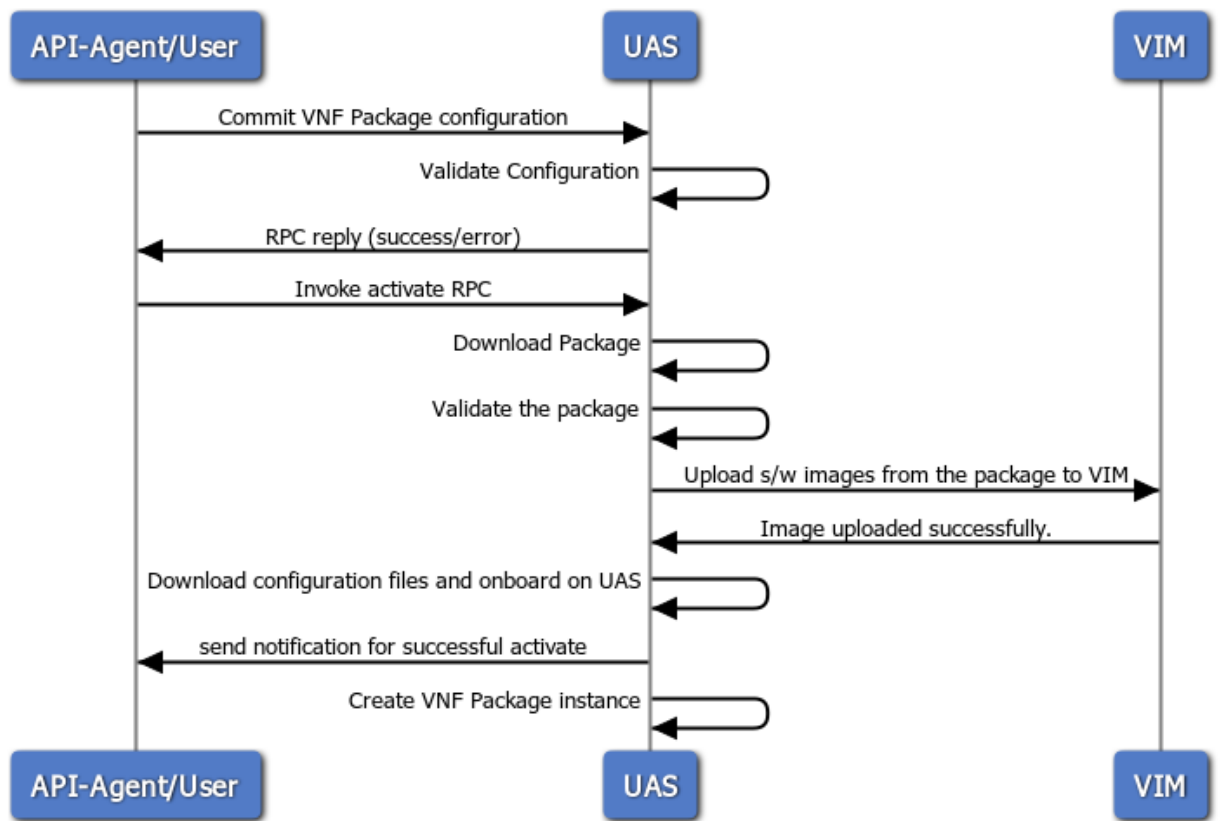 API-Agent/User
UAS
VIM
Commit VNF Package configuration
Validate Configuration
RPC reply (success/error)
Invoke activate RPC
Download Package
Validate the package
Upload s/w images from the package to VIM
Image uploaded successfully.
Download configuration files and onboard on UAS
send notification for successful activate
Create VNF Package instance
API-Agent/User
UAS
VIM